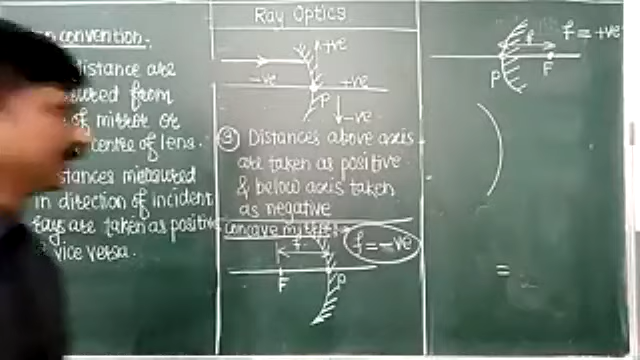 Ray Optics
convention.
distance are
from
of mirror or
centre of lens.
measured
in direction of incident
rays are taken as positive
vice versa.
+ve
-ve
+ve
P
-ve
③ Distances above axis
are taken as positive
& below axis taken
as negative
Concave mirror
f
f = -ve
F
P
f
f = +ve
P
F
=